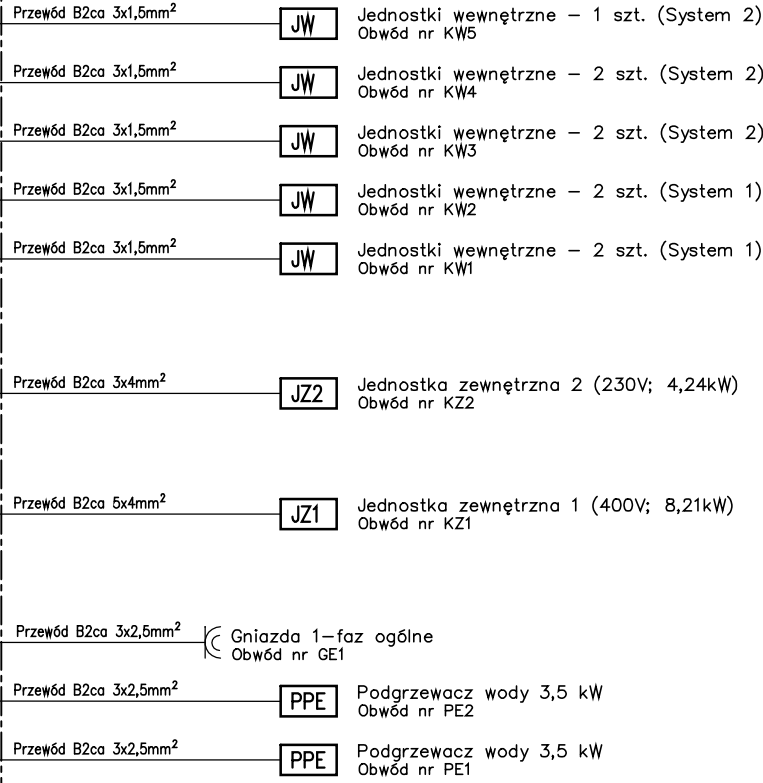 Przewód B2ca 3x1,5mm²
JW
Jednostki wewnętrzne – 1 szt. (System 2)
Obwód nr KW5
Przewód B2ca 3x1,5mm²
JW
Jednostki wewnętrzne – 2 szt. (System 2)
Obwód nr KW4
Przewód B2ca 3x1,5mm²
JW
Jednostki wewnętrzne – 2 szt. (System 2)
Obwód nr KW3
Przewód B2ca 3x1,5mm²
JW
Jednostki wewnętrzne – 2 szt. (System 1)
Obwód nr KW2
Przewód B2ca 3x1,5mm²
JW
Jednostki wewnętrzne – 2 szt. (System 1)
Obwód nr KW1
Przewód B2ca 3x4mm²
JZ2
Jednostka zewnętrzna 2 (230V; 4,24kW)
Obwód nr KZ2
Przewód B2ca 5x4mm²
JZ1
Jednostka zewnętrzna 1 (400V; 8,21kW)
Obwód nr KZ1
Przewód B2ca 3x2,5mm²
Gniazda 1–faz ogólne
Obwód nr GE1
Przewód B2ca 3x2,5mm²
PPE
Podgrzewacz wody 3,5 kW
Obwód nr PE2
Przewód B2ca 3x2,5mm²
PPE
Podgrzewacz wody 3,5 kW
Obwód nr PE1